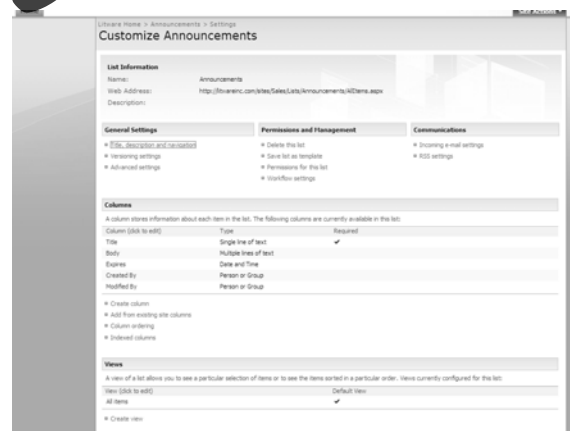 Litware Home > Announcements > Settings
Customize Announcements
List Information
Name: Announcements
Web Address: http://litwareinc.com/sites/Sales/Lists/Announcements/AllItems.aspx
Description:
General Settings Permissions and Management Communications
Title, description and navigation Delete this list Incoming e-mail settings
Versioning settings Save list as template RSS settings
Advanced settings Permissions for this list
Workflow settings
Columns
A column stores information about each item in the list. The following columns are currently available in this list:
Column (click to edit) Type Required
Title Single line of text ✔
Body Multiple lines of text
Expires Date and Time
Created By Person or Group
Modified By Person or Group
Create column
Add from existing site columns
Column ordering
Indexed columns
Views
A view of a list allows you to see a particular selection of items or to see the items sorted in a particular order. Views currently configured for this list:
View (click to edit) Default View
All Items ✔
Create view